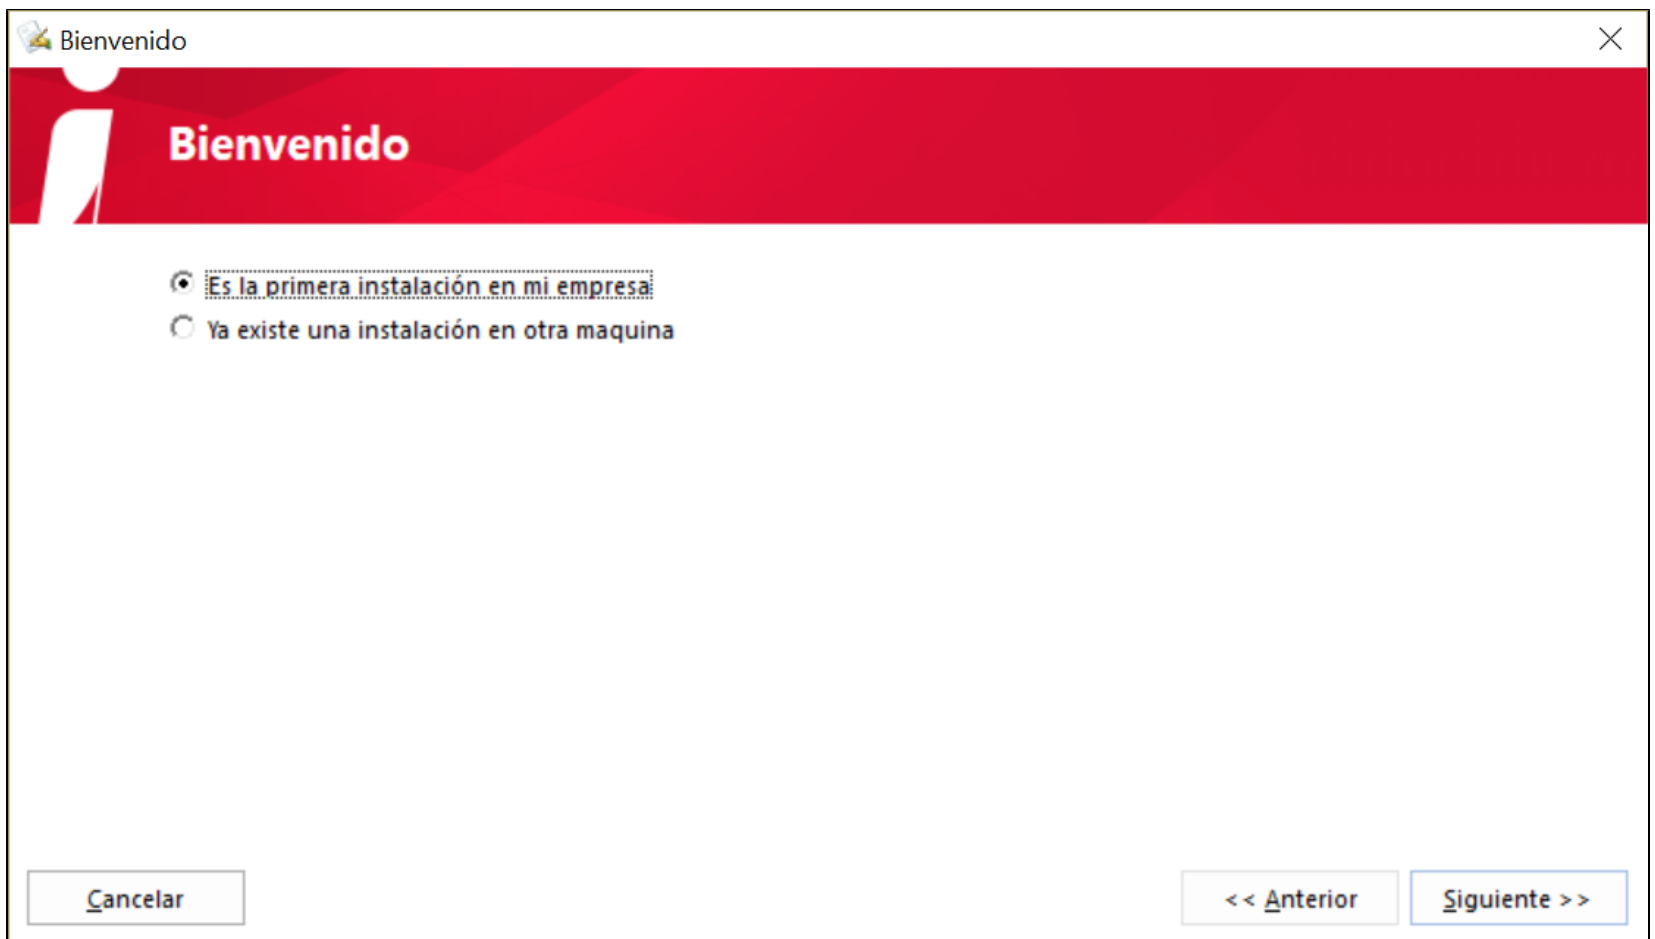 Bienvenido
Bienvenido
Es la primera instalación en mi empresa
Ya existe una instalación en otra maquina
Cancelar
<< Anterior
Siguiente >>